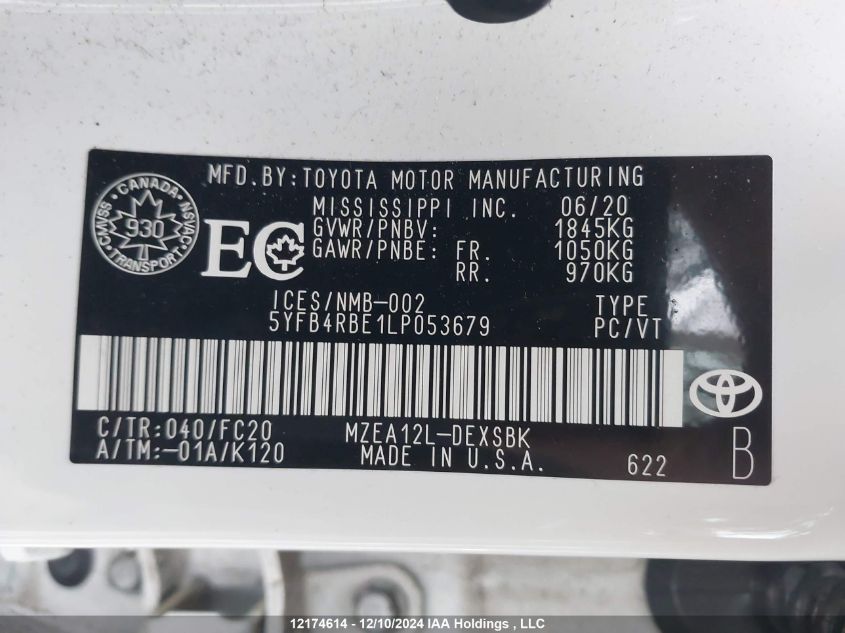 MFD.BY:TOYOTA MOTOR MANUFACTURING
MISSISSIPPI INC. 06/20
GVWR/PNBV: 1845KG
GAWR/PNBE: FR. 1050KG
RR. 970KG
CANADA
CMVSS
NSVAC
930
TRANSPORT
EC
ICES/NMB-002 TYPE
5YFB4RBE1LP053679 PC/VT
C/TR:040/FC20 MZEA12L-DEXSBK
A/TM:-01A/K120 MADE IN U.S.A. 622 B
12174614 - 12/10/2024 IAA Holdings , LLC